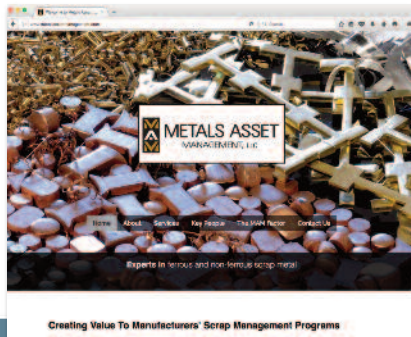 METALS ASSET
MANAGEMENT, LLC
Home About Services Key People The MAM Factor Contact Us
Experts in ferrous and non-ferrous scrap metal
Creating Value To Manufacturers' Scrap Management Programs